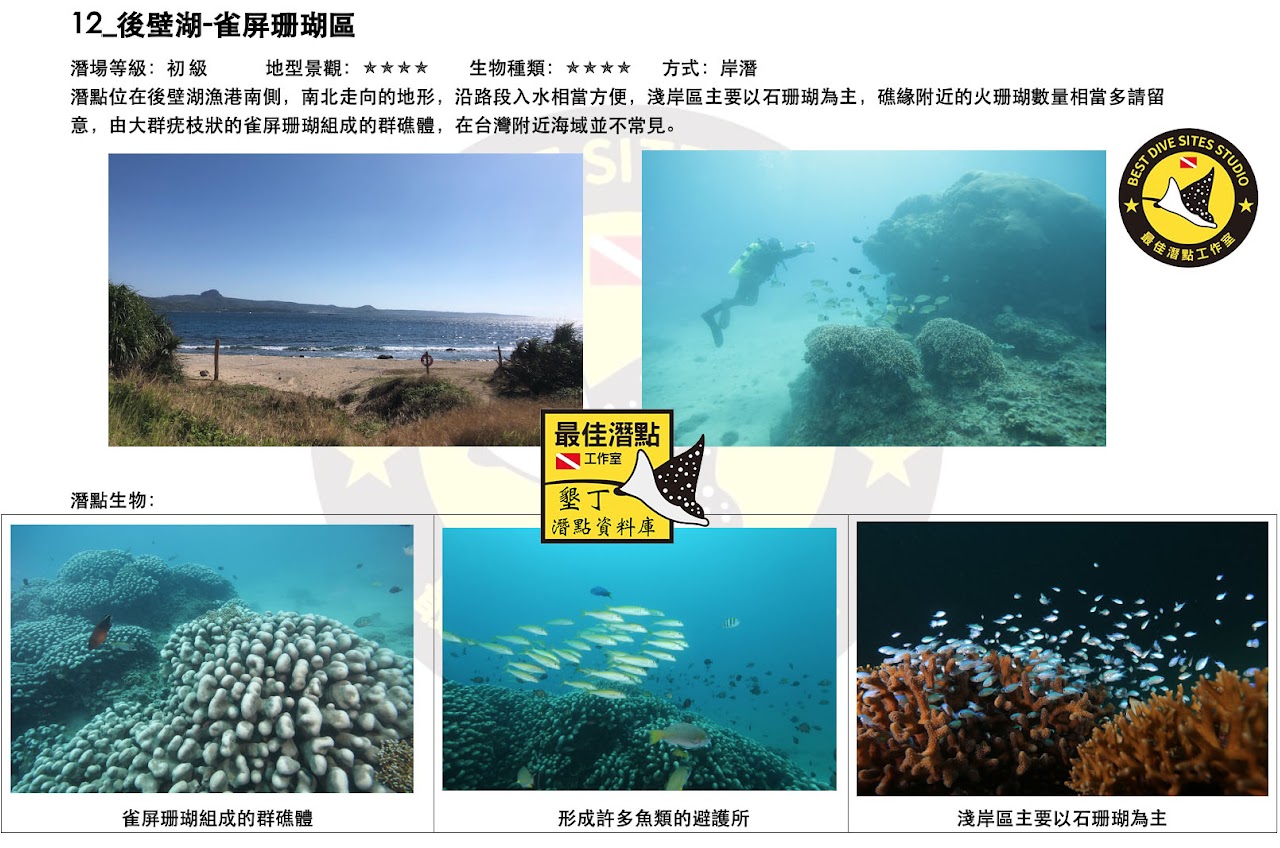 12_後壁湖-雀屏珊瑚區
潛場等級：初級 地型景觀：★★★★ 生物種類：★★★★ 方式：岸潛
潛點位在後壁湖漁港南側，南北走向的地形，沿路段入水相當方便，淺岸區主要以石珊瑚為主，礁緣附近的火珊瑚數量相當多請留
意，由大群疣枝狀的雀屏珊瑚組成的群礁體，在台灣附近海域並不常見。
BEST DIVE SITES STUDIO
最佳潛點工作室
最佳潛點
工作室
墾丁
潛點資料庫
潛點生物：
雀屏珊瑚組成的群礁體
形成許多魚類的避護所
淺岸區主要以石珊瑚為主